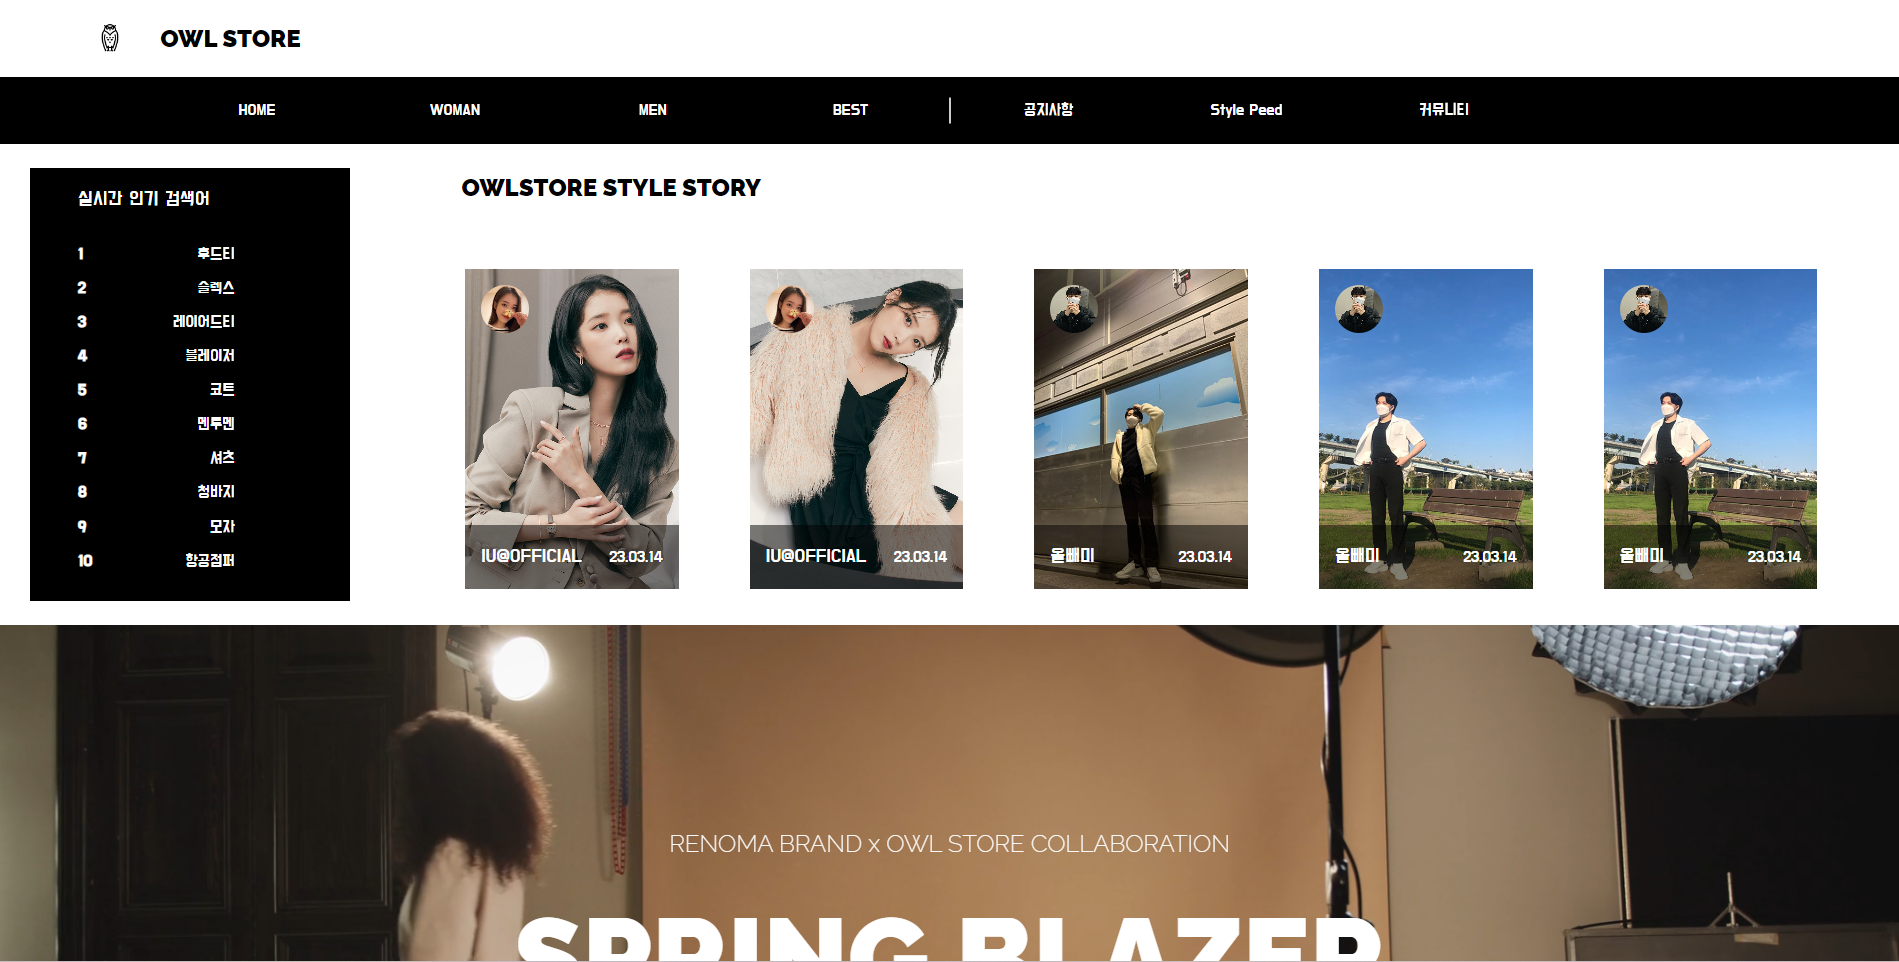 OWL STORE
HOME WOMAN MEN BEST 공지사항 Style Peed 커뮤니티
실시간 인기 검색어
1 후드티
2 슬렉스
3 레이어드티
4 블레이저
5 코트
6 멘투멘
7 셔츠
8 청바지
9 모자
10 항공점퍼
OWLSTORE STYLE STORY
IU@OFFICIAL 23.03.14
IU@OFFICIAL 23.03.14
올빼미 23.03.14
올빼미 23.03.14
올빼미 23.03.14
RENOMA BRAND x OWL STORE COLLABORATION
SPRING BLAZER